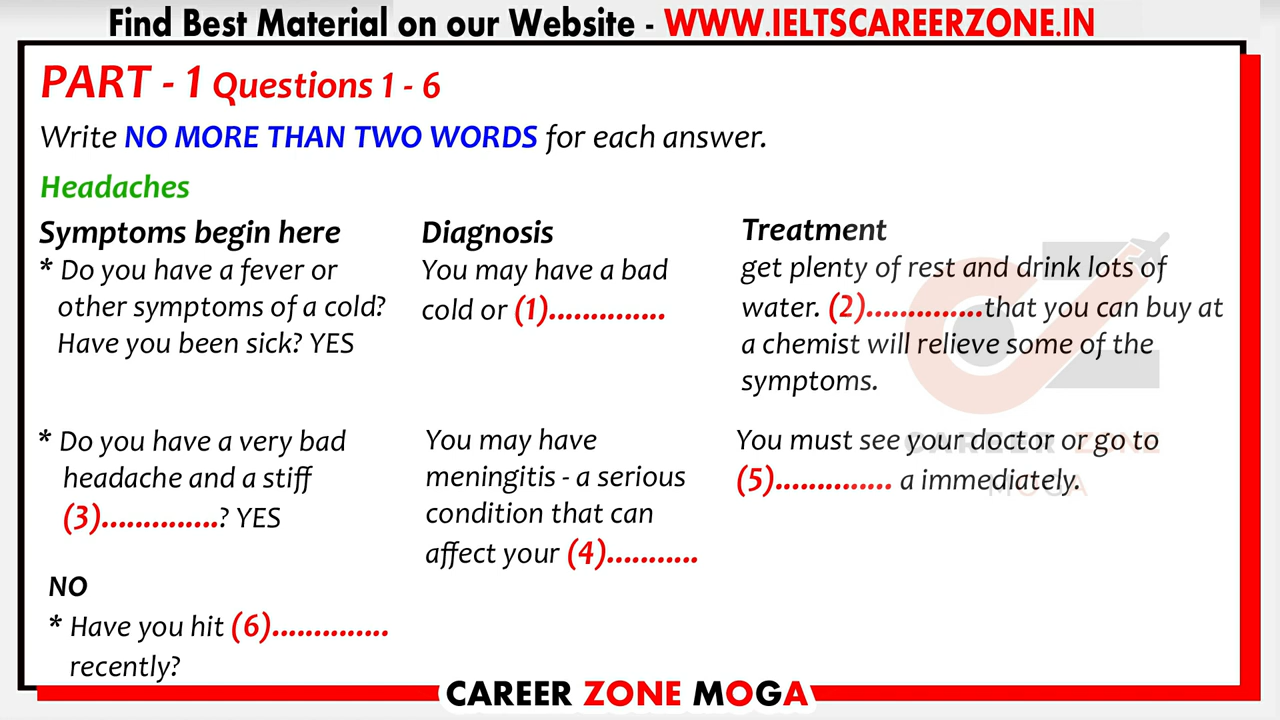 Find Best Material on our Website - WWW.IELTSCAREERZONE.IN
PART - 1 Questions 1 - 6
Write NO MORE THAN TWO WORDS for each answer.
Headaches
Symptoms begin here
* Do you have a fever or
other symptoms of a cold?
Have you been sick? YES
Diagnosis
You may have a bad
cold or (1)..............
Treatment
get plenty of rest and drink lots of
water. (2)..............that you can buy at
a chemist will relieve some of the
symptoms.
* Do you have a very bad
headache and a stiff
(3)..............? YES
You may have
meningitis - a serious
condition that can
affect your (4)...........
You must see your doctor or go to
(5).............. a immediately.
NO
* Have you hit (6)..............
recently?
CAREER ZONE
MOGA
CAREER ZONE MOGA